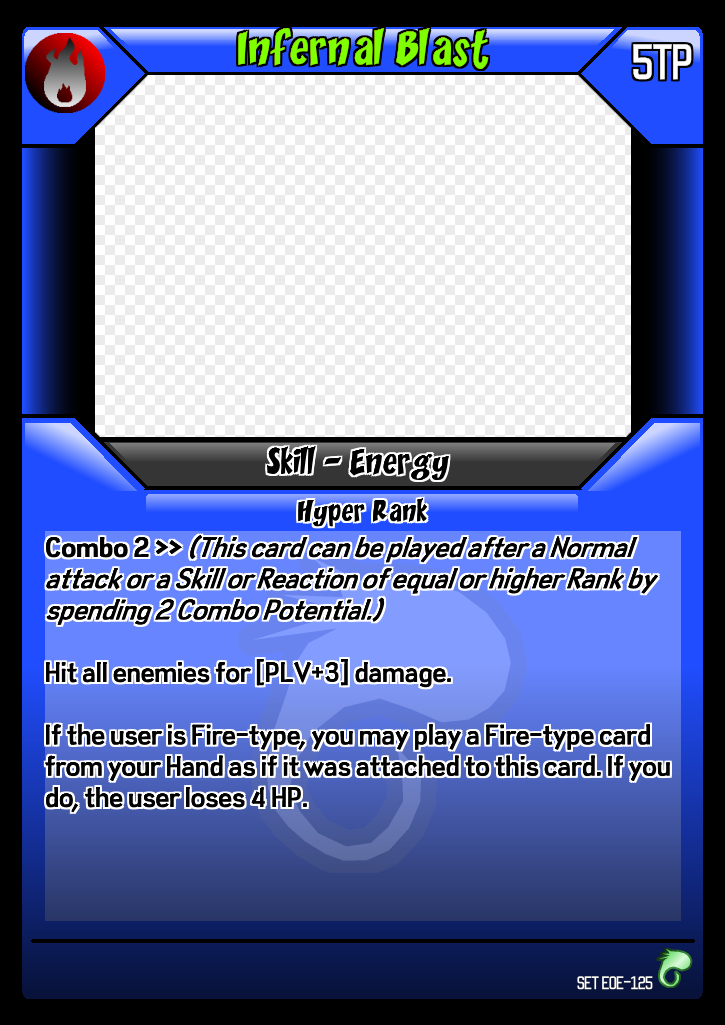 Infernal Blast
5TP
Skill - Energy
Hyper Rank
Combo 2 >> (This card can be played after a Normal
attack or a Skill or Reaction of equal or higher Rank by
spending 2 Combo Potential.)
Hit all enemies for [PLV+3] damage.
If the user is Fire-type, you may play a Fire-type card
from your Hand as if it was attached to this card. If you
do, the user loses 4 HP.
SET EOE-125